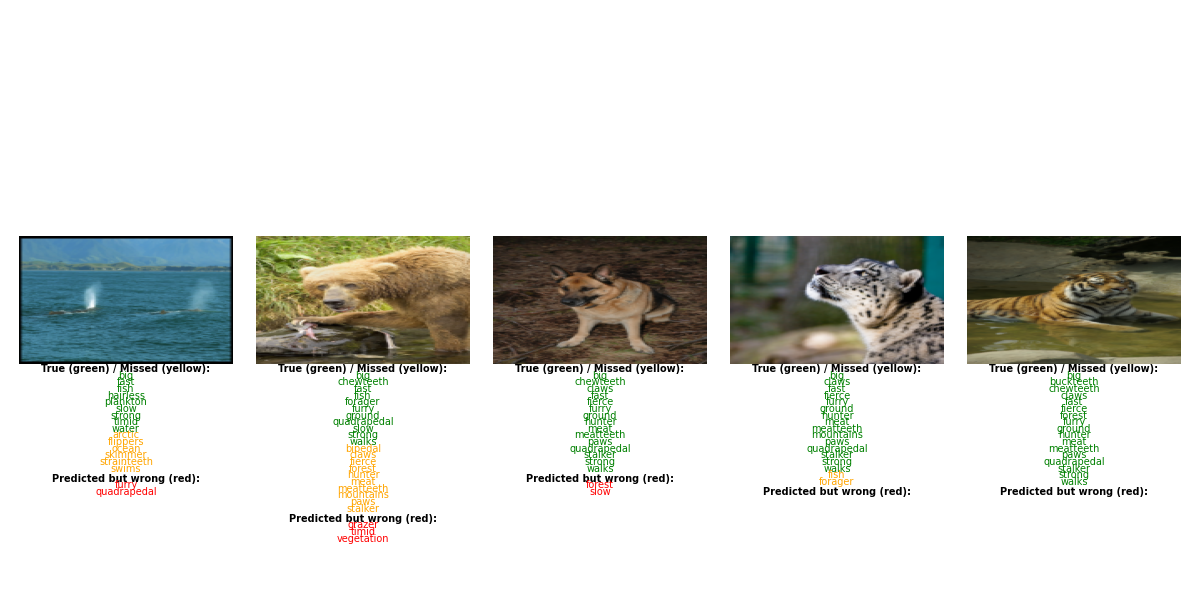 True (green) / Missed (yellow):
big
fast
fish
hairless
plankton
slow
strong
timid
water
arctic
flippers
ocean
skimmer
strainteeth
swims
Predicted but wrong (red):
furry
quadrapedal
True (green) / Missed (yellow):
big
chewteeth
fast
fish
forager
furry
ground
quadrapedal
slow
strong
walks
bipedal
claws
fierce
forest
hunter
meat
meatteeth
mountains
paws
stalker
Predicted but wrong (red):
grazer
timid
vegetation
True (green) / Missed (yellow):
big
chewteeth
claws
fast
fierce
furry
ground
hunter
meat
meatteeth
paws
quadrapedal
stalker
strong
walks
Predicted but wrong (red):
forest
slow
True (green) / Missed (yellow):
big
claws
fast
fierce
furry
ground
hunter
meat
meatteeth
mountains
paws
quadrapedal
stalker
strong
walks
fish
forager
Predicted but wrong (red):
True (green) / Missed (yellow):
big
buckteeth
chewteeth
claws
fast
fierce
forest
furry
ground
hunter
meat
meatteeth
paws
quadrapedal
stalker
strong
walks
Predicted but wrong (red):